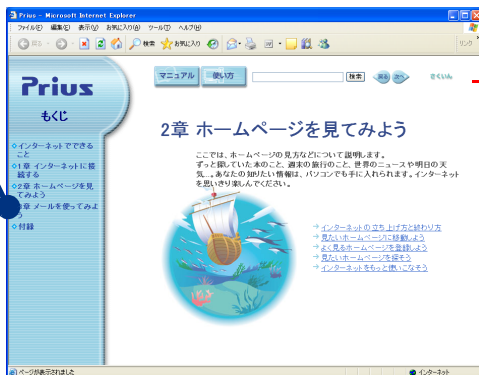 Prius - Microsoft Internet Explorer
ファイル(F) 編集(E) 表示(V) お気に入り(A) ツール(T) ヘルプ(H)
戻る 検索 お気に入り リンク
Prius
もくじ
インターネットでできる
こと
1章 インターネットに接
続する
2章 ホームページを見
てみよう
章 メールを使ってみよ
う
付録
マニュアル 使い方 検索 戻る 次へ さくいん
2章 ホームページを見てみよう
ここでは、ホームページの見方などについて説明します。
ずっと探していた本のこと、週末の旅行のこと、世界のニュースや明日の天
気...。あなたの知りたい情報は、パソコンでも手に入れられます。インターネット
を思いきり楽しんでください。
インターネットの立ち上げ方と終わり方
見たいホームページに移動しよう
よく見るホームページを登録しよう
見たいホームページを探そう
インターネットをもっと使いこなそう
ページが表示されました
インターネット